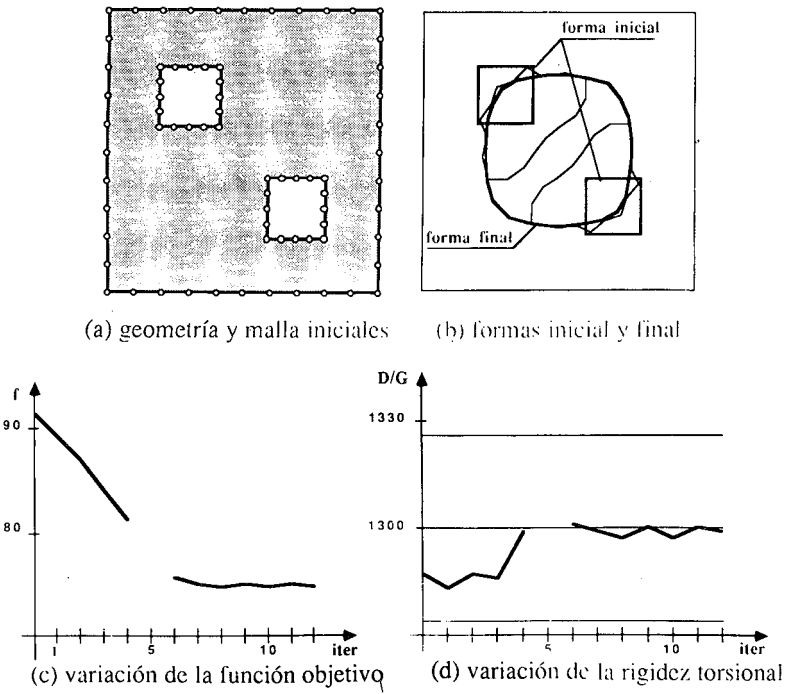 forma inicial
forma final
(a) geometría y malla iniciales
(b) formas inicial y final
f
90
80
1
5
10
iter
(c) variación de la función objetivo
D/G
1330
1300
5
10
iter
(d) variación de la rigidez torsional